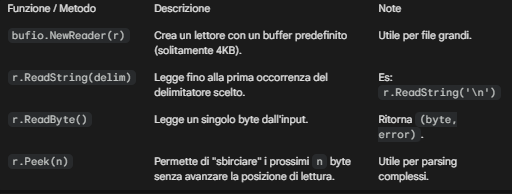 Funzione / Metodo Descrizione Note
bufio.NewReader(r) Crea un lettore con un buffer predefinito Utile per file grandi.
(solitamente 4KB).
r.ReadString(delim) Legge fino alla prima occorrenza del Es:
delimitatore scelto. r.ReadString('\n')
r.ReadByte() Legge un singolo byte dall'input. Ritorna (byte,
error).
r.Peek(n) Permette di "sbirciare" i prossimi n byte Utile per parsing
senza avanzare la posizione di lettura. complessi.